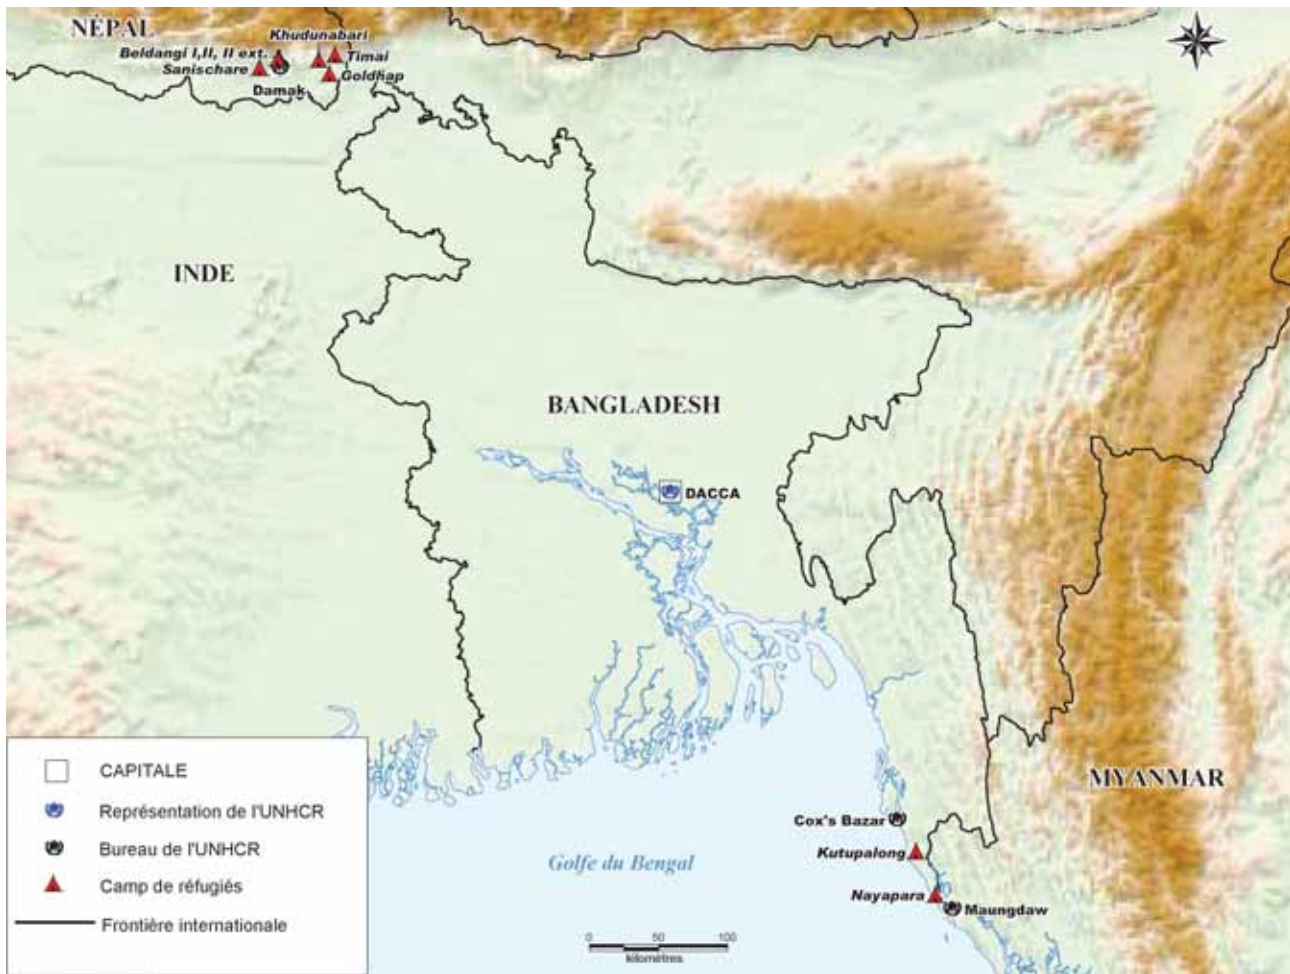 NÉPAL
Khudunabari
Beldangi I,II, II ext.
Timai
Sanischare
Goldhap
Damak
INDE
BANGLADESH
DACCA
MYANMAR
Cox's Bazar
Kutupalong
Golfe du Bengal
Nayapara
Maungdaw
CAPITALE
Représentation de l'UNHCR
Bureau de l'UNHCR
Camp de réfugiés
Frontière internationale
0 50 100
kilomètres